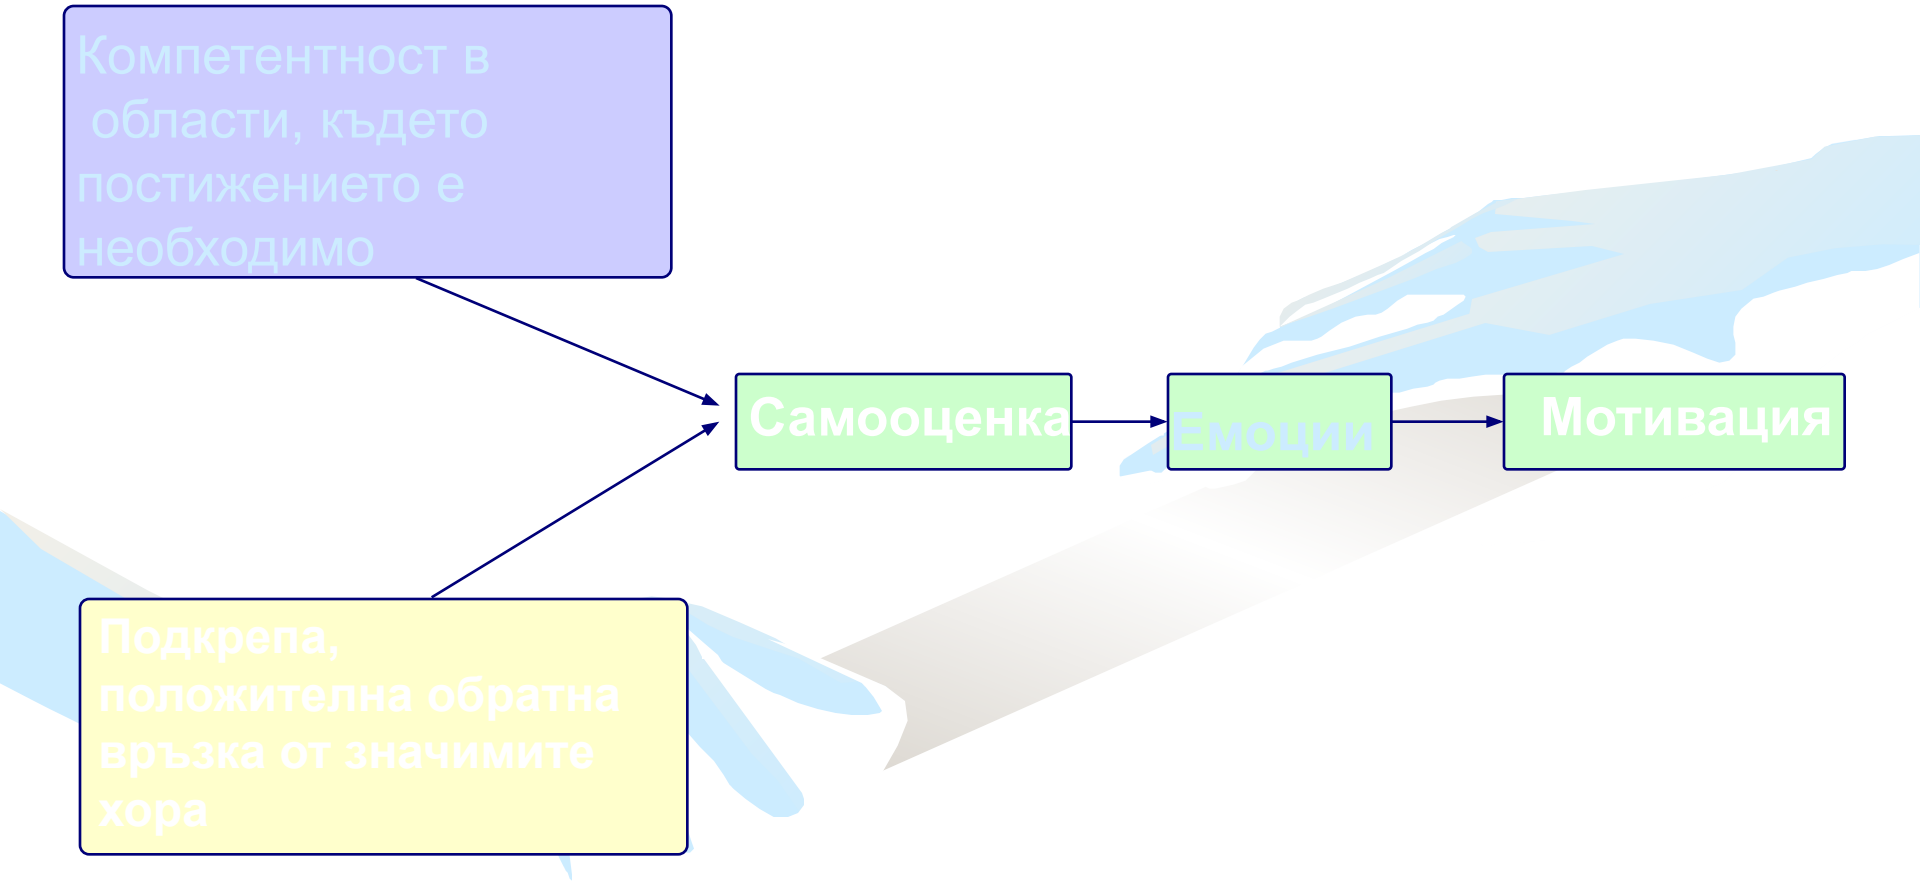 Компетентност в
области, където
постижението е
необходимо
Самооценка
Емоции
Мотивация
Подкрепа,
положителна обратна
връзка от значимите
хора